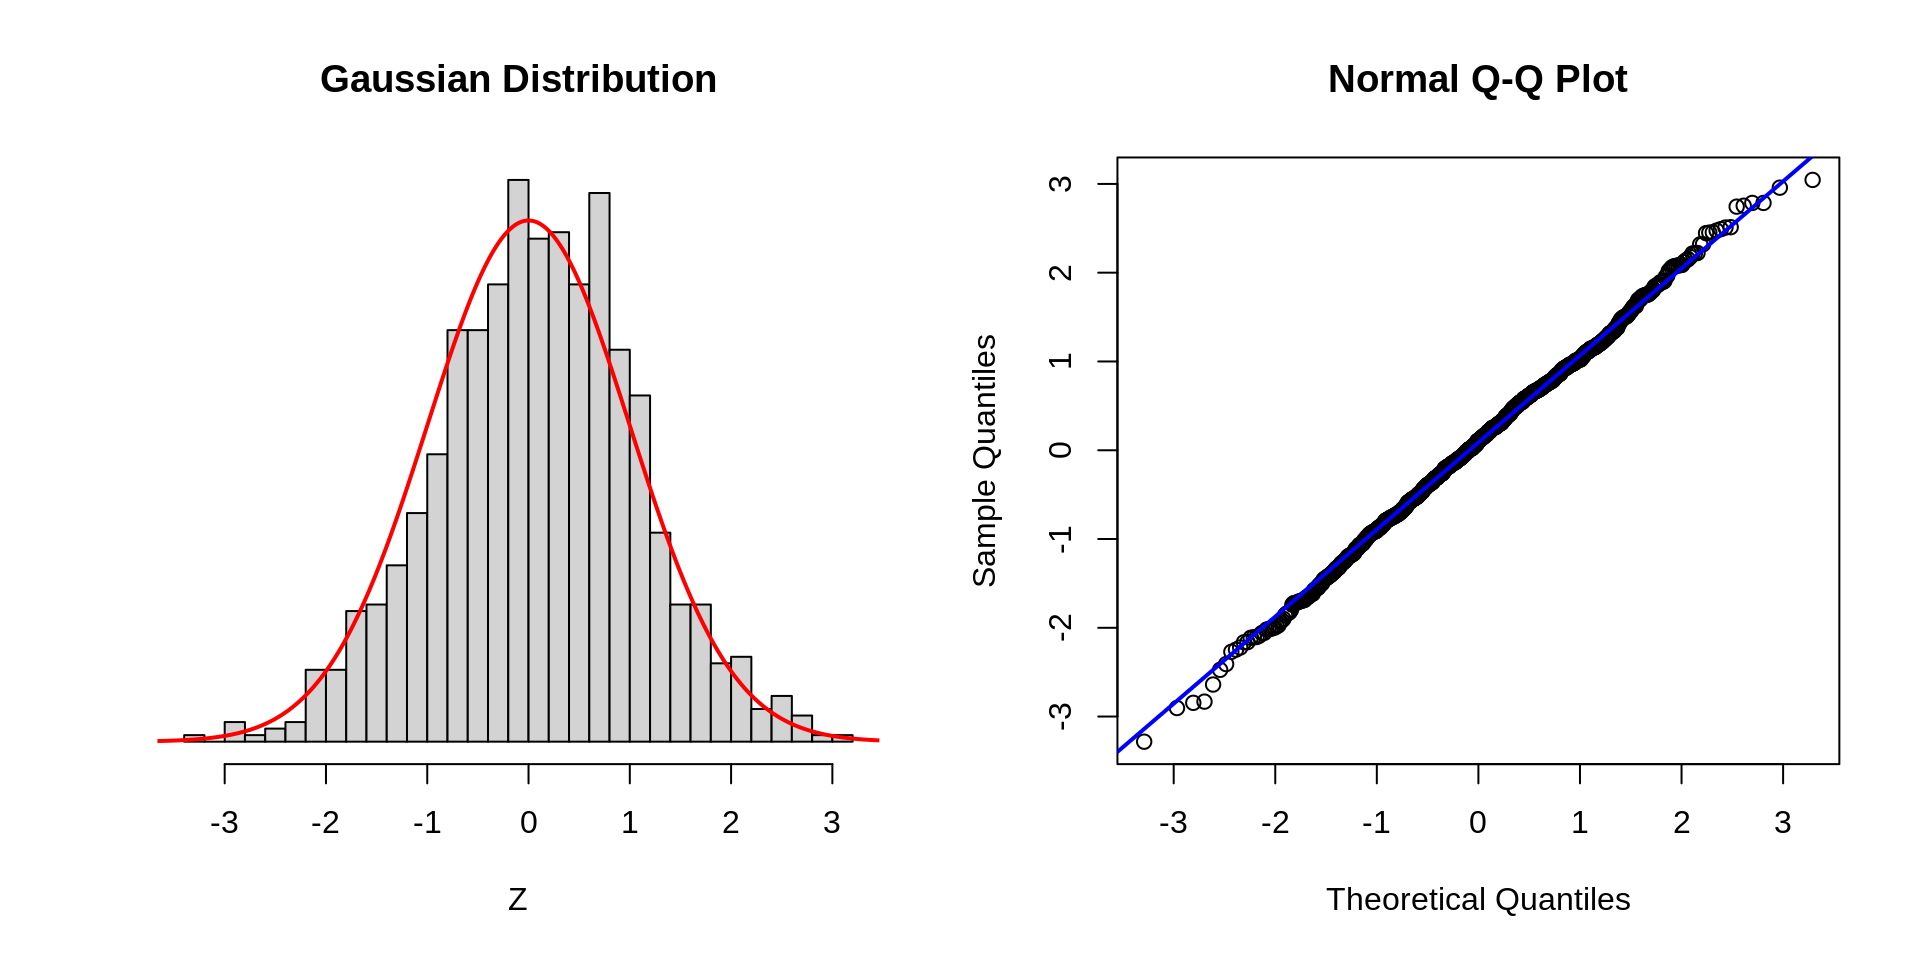 Gaussian Distribution
-3 -2 -1 0 1 2 3
Z
Normal Q-Q Plot
Sample Quantiles
3
2
1
0
-1
-2
-3
-3 -2 -1 0 1 2 3
Theoretical Quantiles